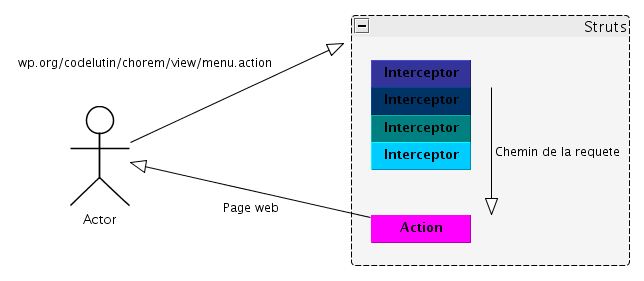 Struts
wp.org/codelutin/chorem/view/menu.action
Interceptor
Interceptor
Interceptor
Interceptor
Chemin de la requete
Page web
Actor
Action